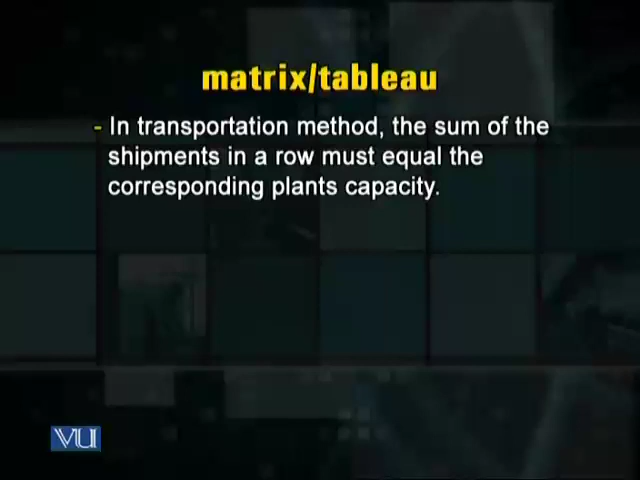 matrix/tableau
- In transportation method, the sum of the
shipments in a row must equal the
corresponding plants capacity.
VU